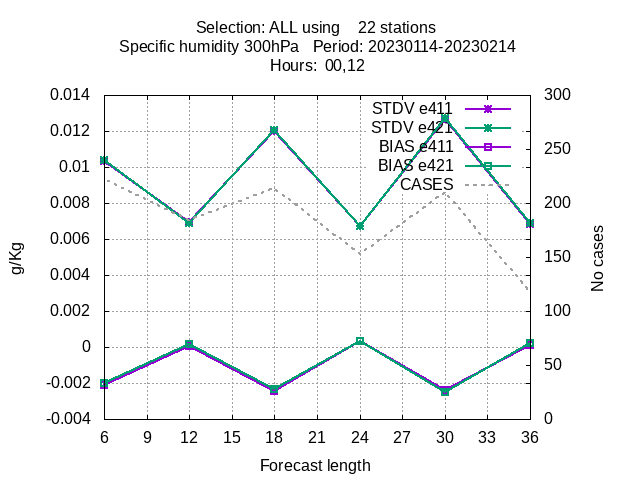 Selection: ALL using 22 stations
Specific humidity 300hPa Period: 20230114-20230214
Hours: 00,12
0.014
0.012
0.01
0.008
0.006
0.004
0.002
0
-0.002
-0.004
g/Kg
STDV e411
STDV e421
BIAS e411
BIAS e421
CASES
300
250
200
150
100
50
0
No cases
6 9 12 15 18 21 24 27 30 33 36
Forecast length